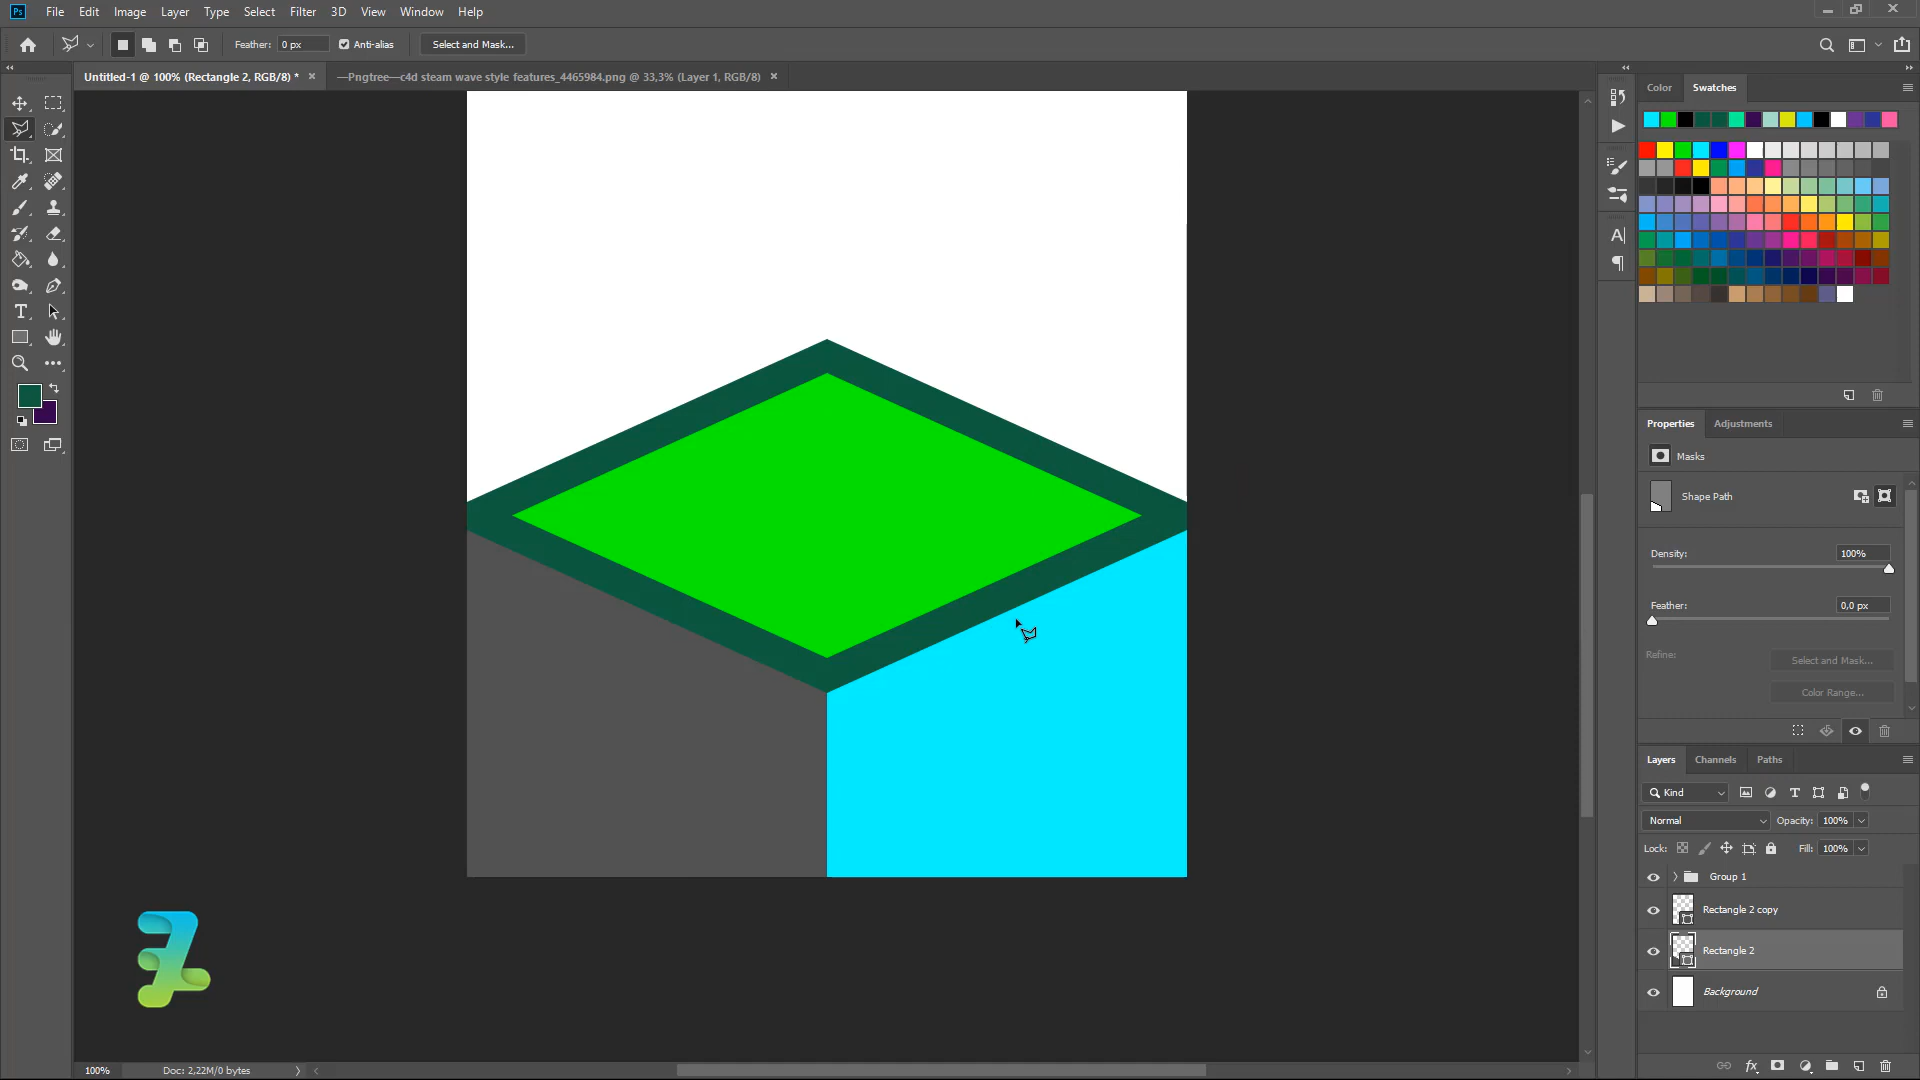 Ps File Edit Image Layer Type Select Filter 3D View Window Help
Feather: 0 px Anti-alias Select and Mask...
Untitled-1 @ 100% (Rectangle 2, RGB/8) * × —Pngtree—c4d steam wave style features_4465984.png @ 33,3% (Layer 1, RGB/8) ×
Color Swatches
Properties Adjustments
Masks
Shape Path
Density: 100%
Feather: 0,0 px
Refine: Select and Mask...
Color Range...
Layers Channels Paths
Kind
Normal Opacity: 100%
Lock: Fill: 100%
Group 1
Rectangle 2 copy
Rectangle 2
Background
100% Doc: 2,22M/0 bytes